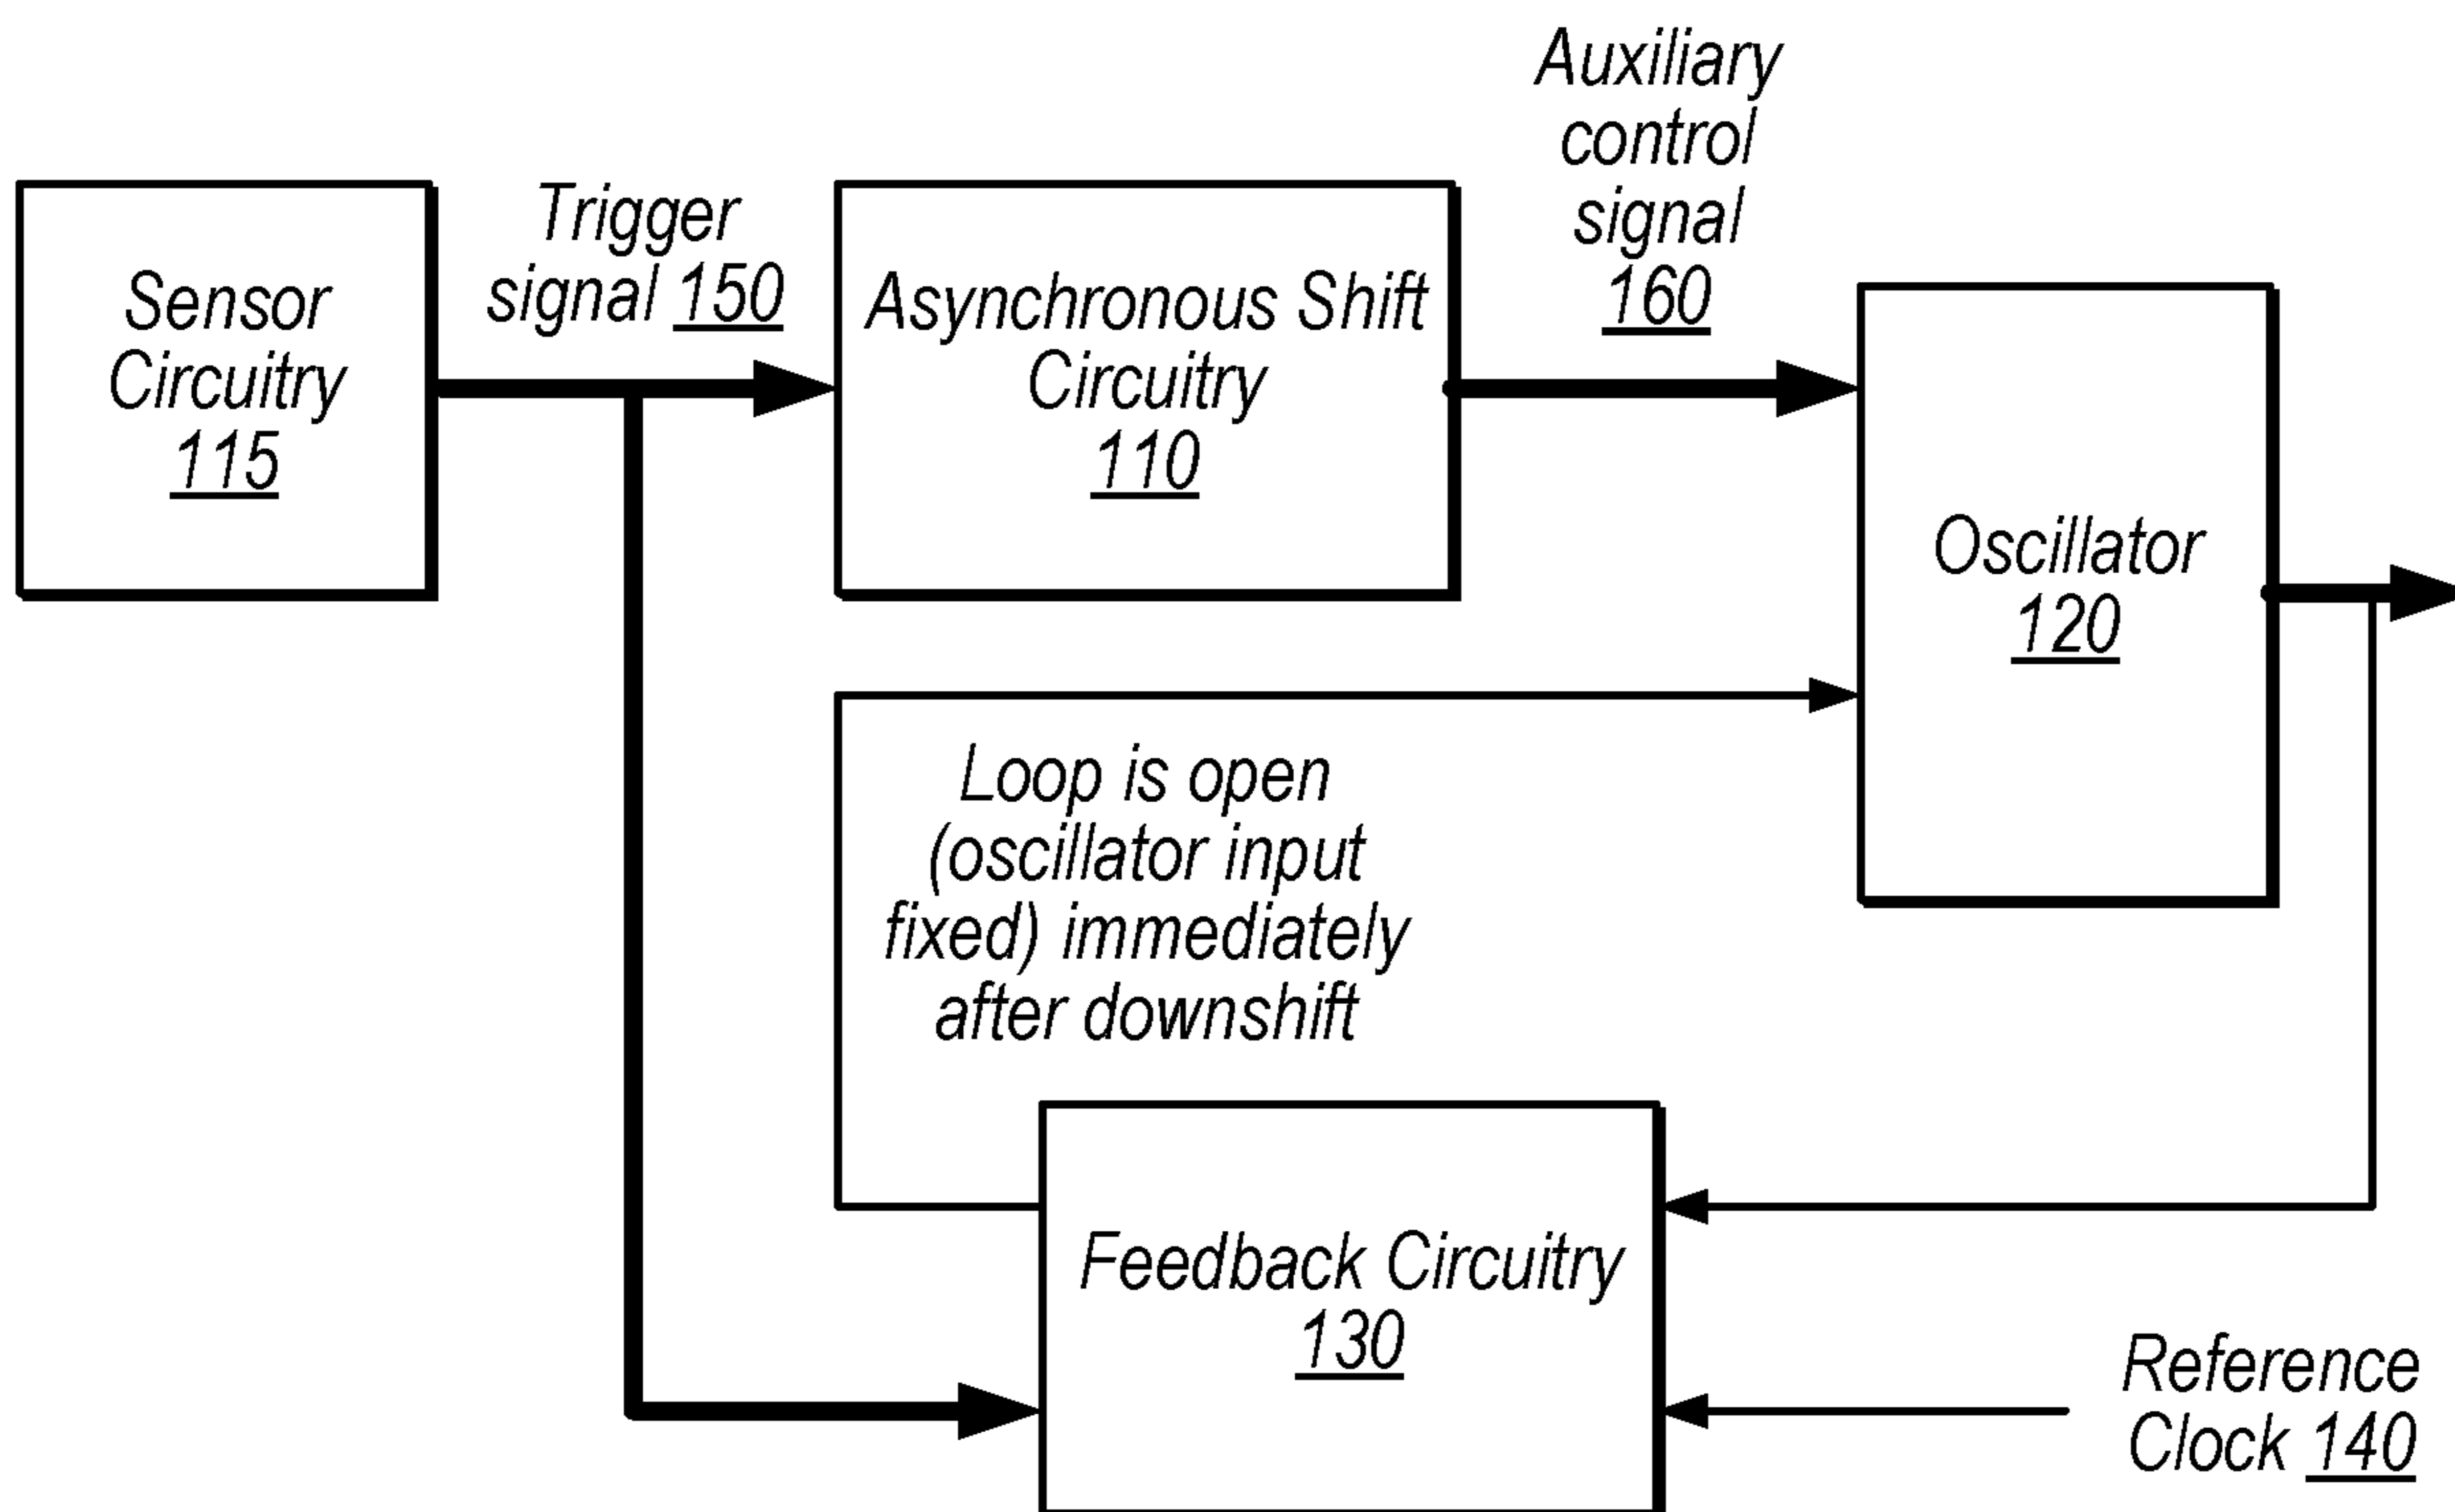 Auxiliary
control
signal
160
Trigger
signal 150
Sensor
Circuitry
115
Asynchronous Shift
Circuitry
110
Oscillator
120
Loop is open
(oscillator input
fixed) immediately
after downshift
Feedback Circuitry
130
Reference
Clock 140